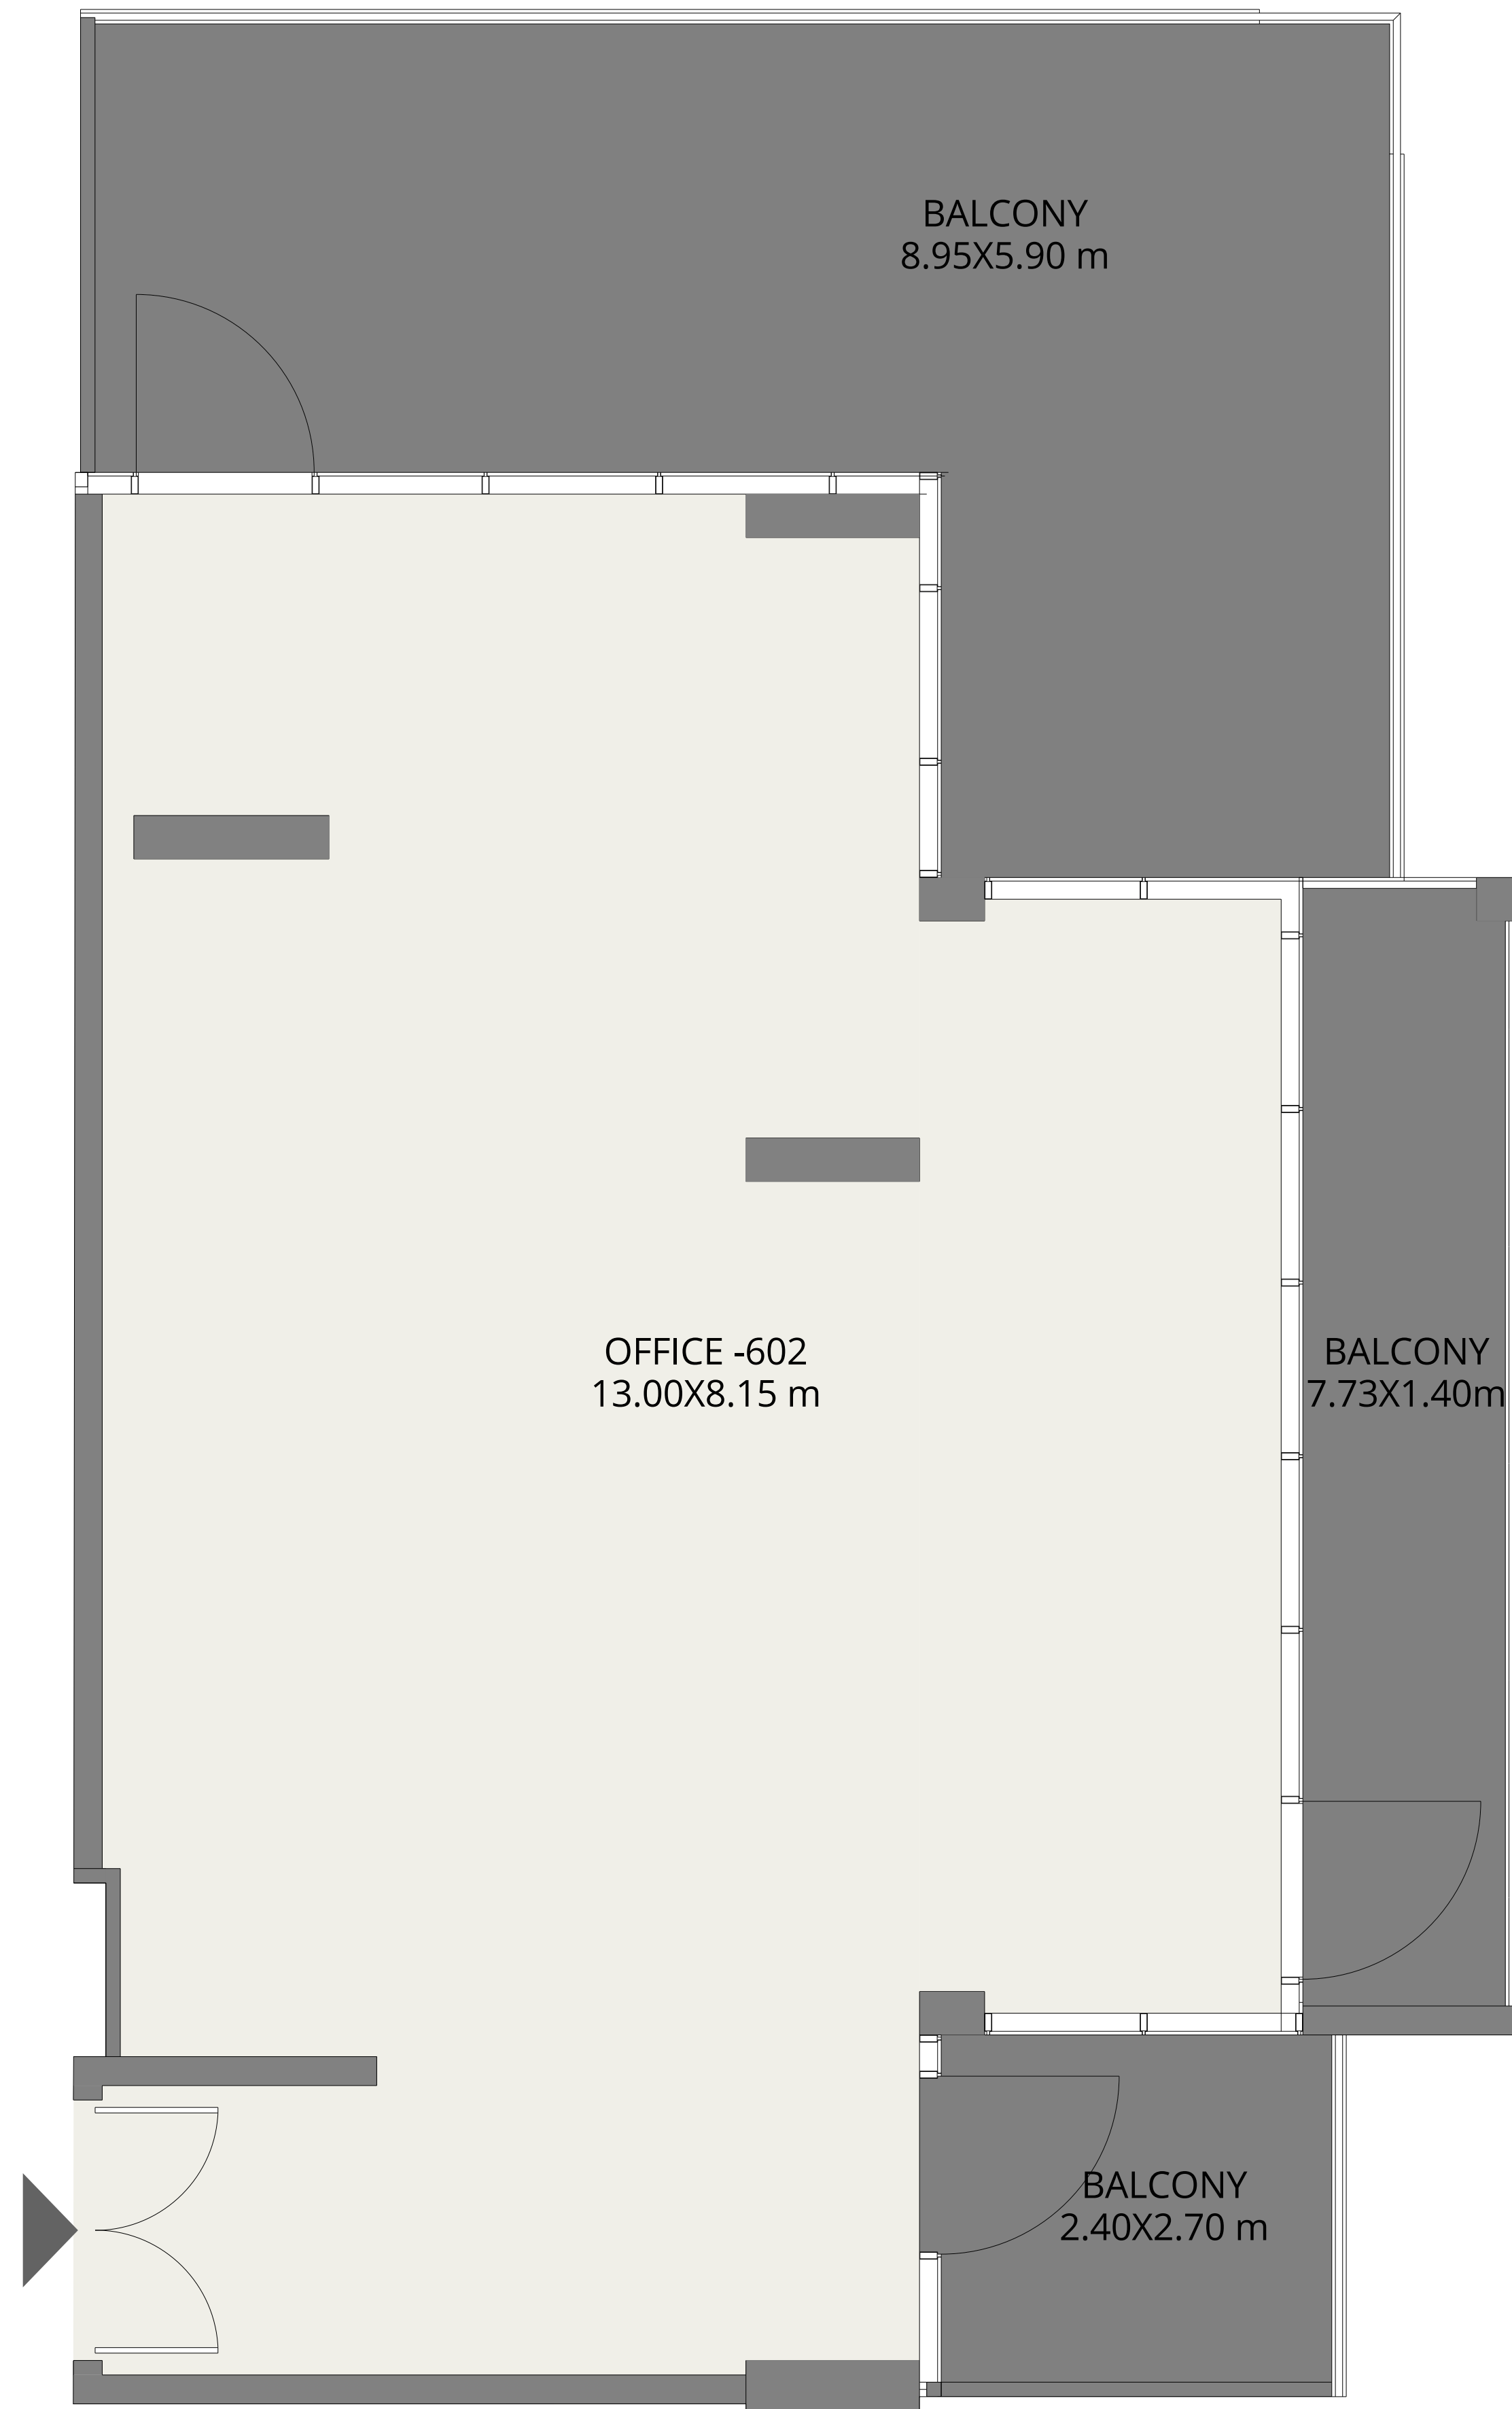 BALCONY
8.95X5.90 m
OFFICE -602
13.00X8.15 m
BALCONY
7.73X1.40m
BALCONY
2.40X2.70 m